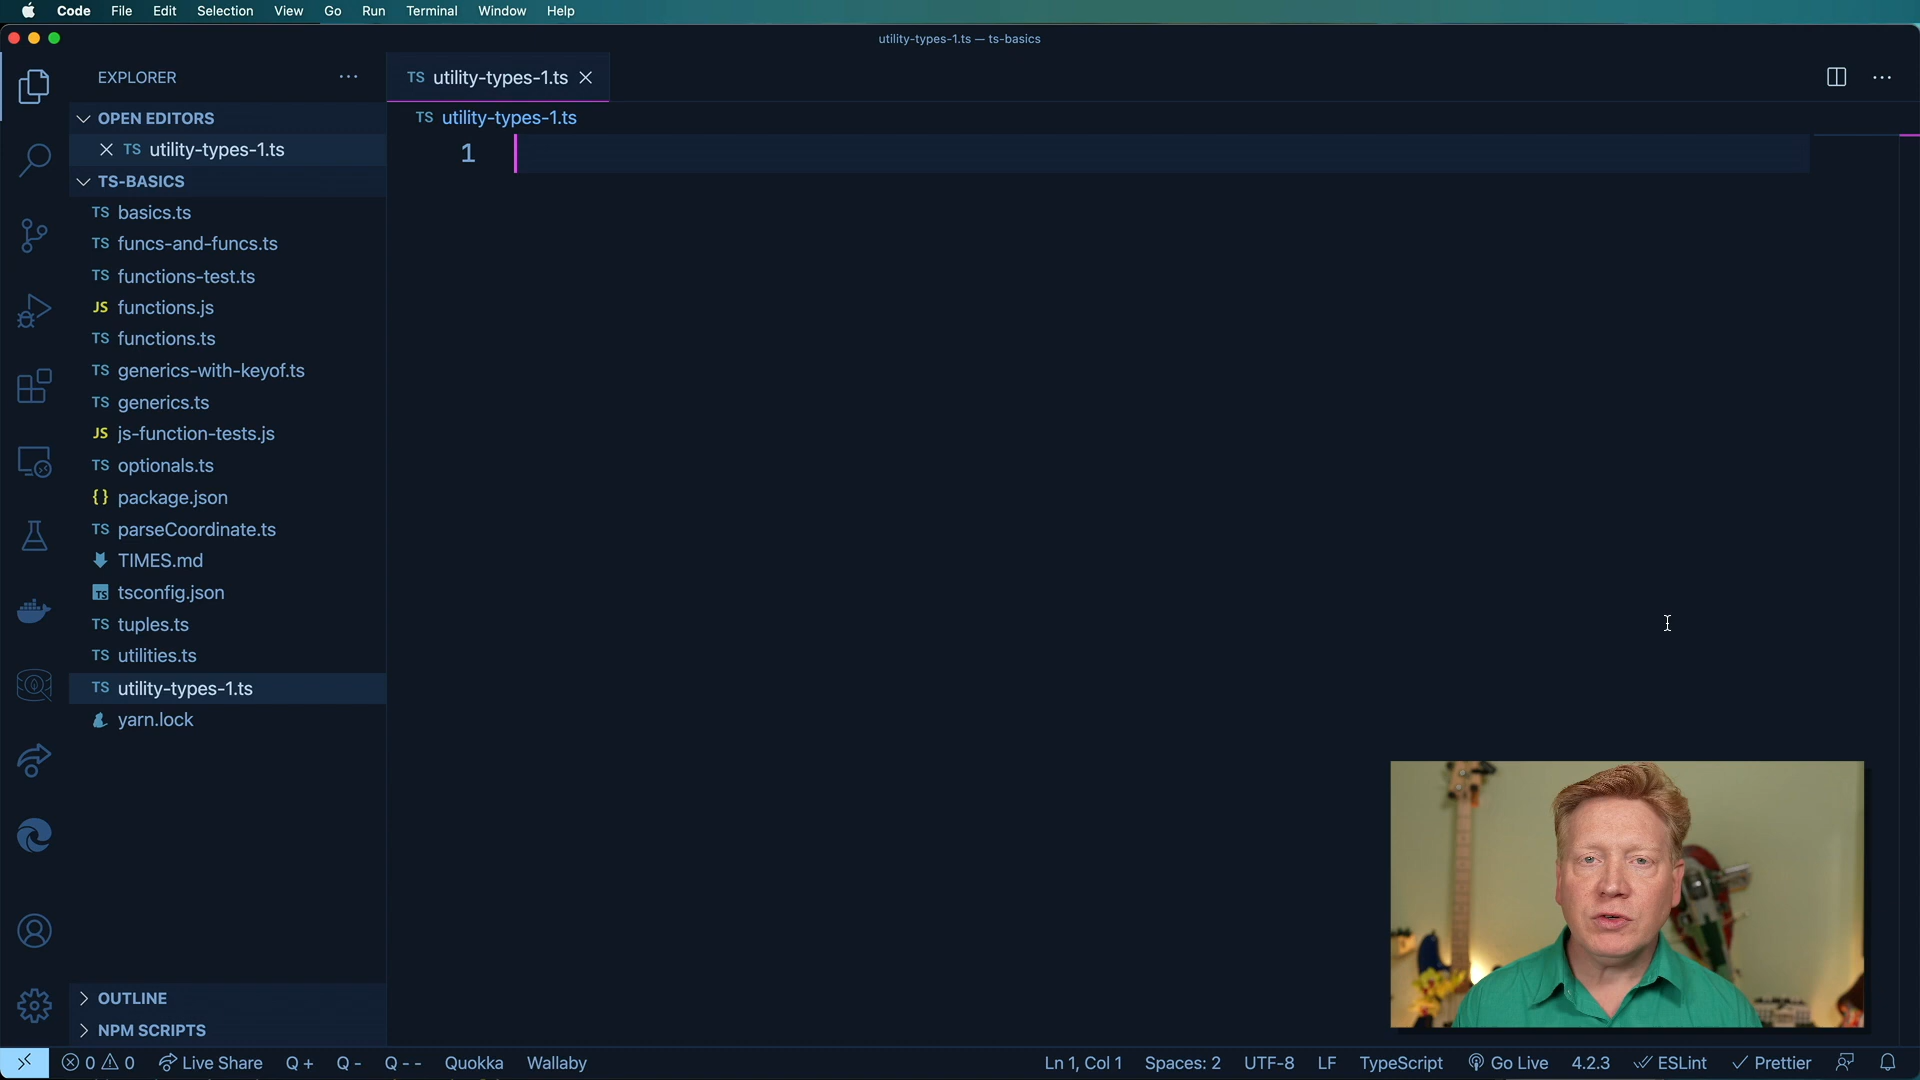 Code File Edit Selection View Go Run Terminal Window Help
utility-types-1.ts — ts-basics
EXPLORER
TS utility-types-1.ts
OPEN EDITORS
TS utility-types-1.ts
TS utility-types-1.ts
1
TS-BASICS
TS basics.ts
TS funcs-and-funcs.ts
TS functions-test.ts
JS functions.js
TS functions.ts
TS generics-with-keyof.ts
TS generics.ts
JS js-function-tests.js
TS optionals.ts
{} package.json
TS parseCoordinate.ts
TIMES.md
TS tsconfig.json
TS tuples.ts
TS utilities.ts
TS utility-types-1.ts
yarn.lock
OUTLINE
NPM SCRIPTS
0 0 Live Share Q + Q - Q - - Quokka Wallaby Ln 1, Col 1 Spaces: 2 UTF-8 LF TypeScript Go Live 4.2.3 ESLint Prettier